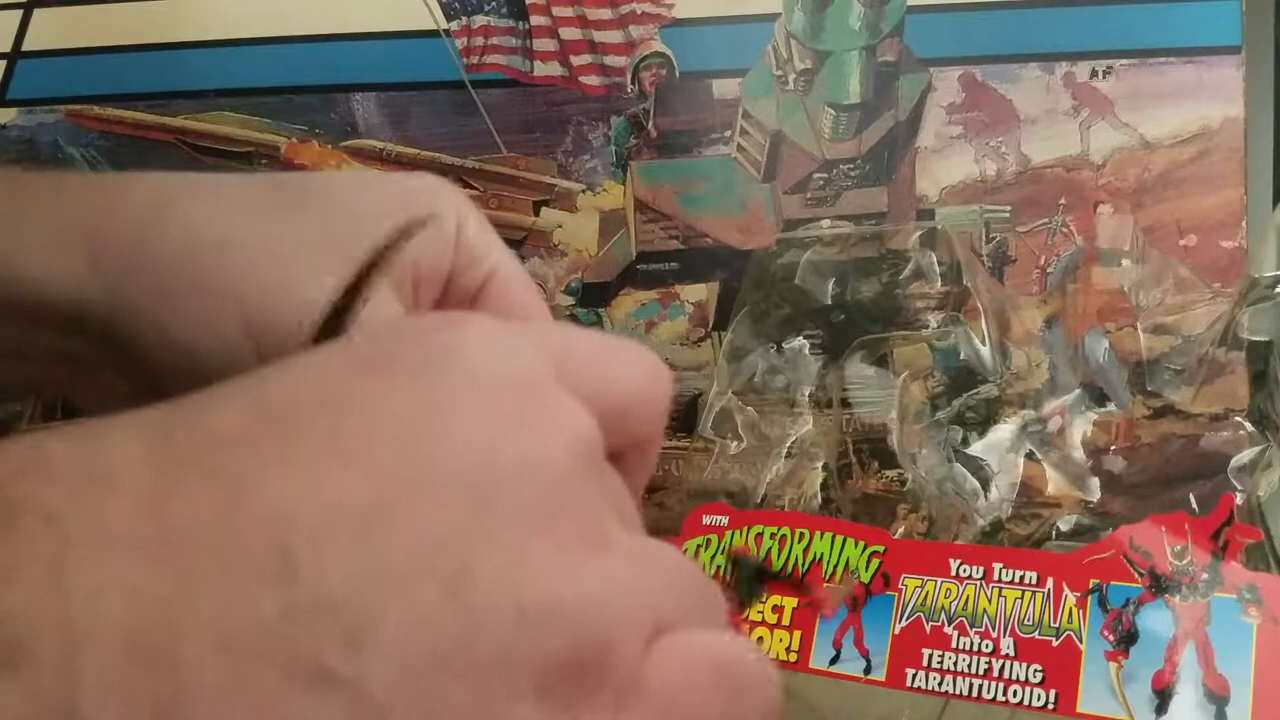 WITH
TRANSFORMING
ECT
OR!
You Turn
TARANTULA
Into A
TERRIFYING
TARANTULOID!